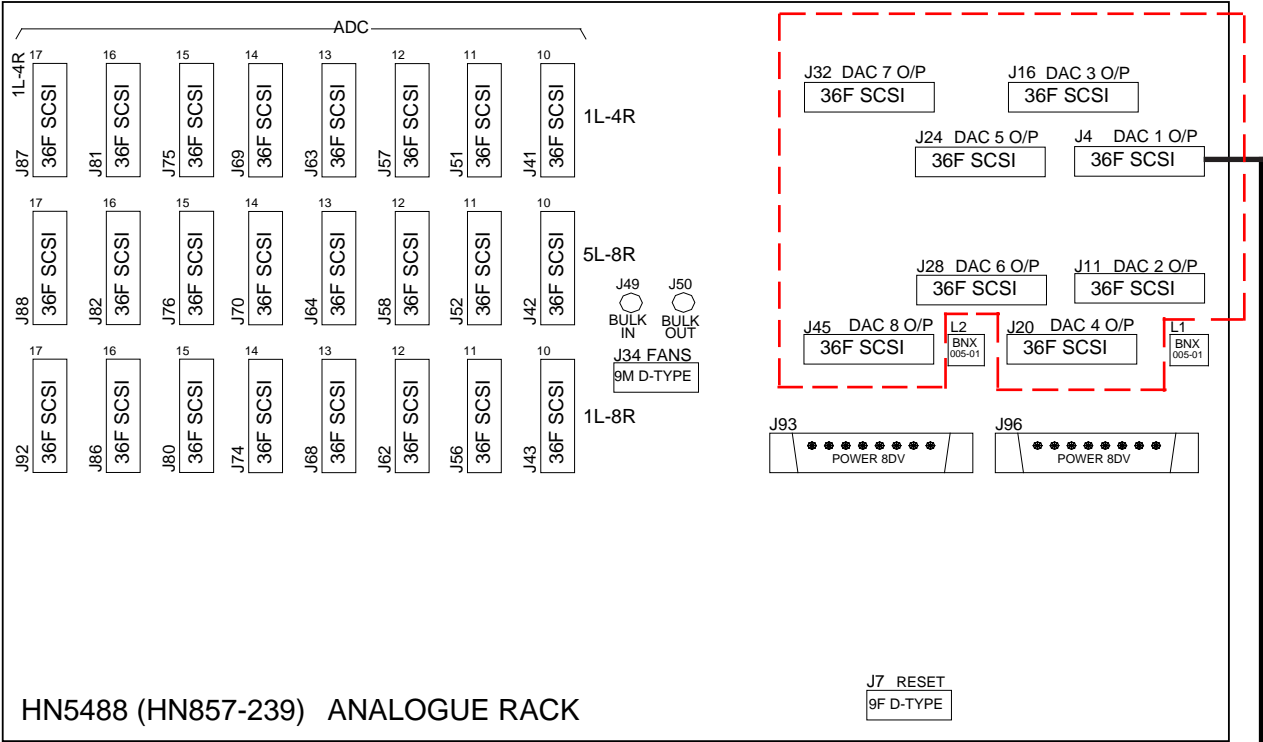 ADC
17 16 15 14 13 12 11 10
1L-4R
J87 36F SCSI J81 36F SCSI J75 36F SCSI J69 36F SCSI J63 36F SCSI J57 36F SCSI J51 36F SCSI J41 36F SCSI 1L-4R
17 16 15 14 13 12 11 10
J88 36F SCSI J82 36F SCSI J76 36F SCSI J70 36F SCSI J64 36F SCSI J58 36F SCSI J52 36F SCSI J42 36F SCSI 5L-8R
17 16 15 14 13 12 11 10
J92 36F SCSI J86 36F SCSI J80 36F SCSI J74 36F SCSI J68 36F SCSI J62 36F SCSI J56 36F SCSI J43 36F SCSI 1L-8R
J49 J50
BULK IN BULK OUT
J34 FANS
9M D-TYPE
J32 DAC 7 O/P
36F SCSI
J16 DAC 3 O/P
36F SCSI
J24 DAC 5 O/P
36F SCSI
J4 DAC 1 O/P
36F SCSI
J28 DAC 6 O/P
36F SCSI
J11 DAC 2 O/P
36F SCSI
J45 DAC 8 O/P
36F SCSI
L2
BNX
005-01
J20 DAC 4 O/P
36F SCSI
L1
BNX
005-01
J93
POWER 8DV
J96
POWER 8DV
J7 RESET
9F D-TYPE
HN5488 (HN857-239) ANALOGUE RACK